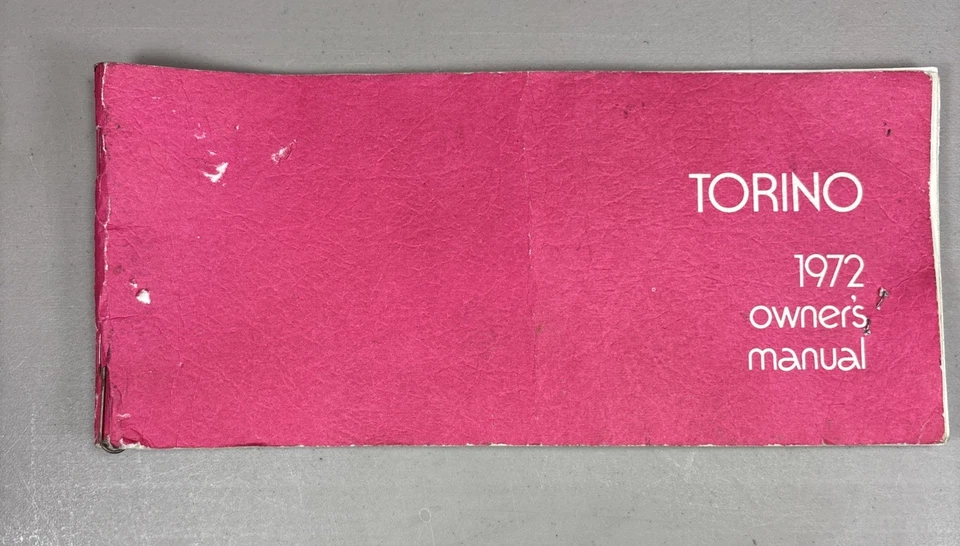 TORINO
1972
owner's
manual